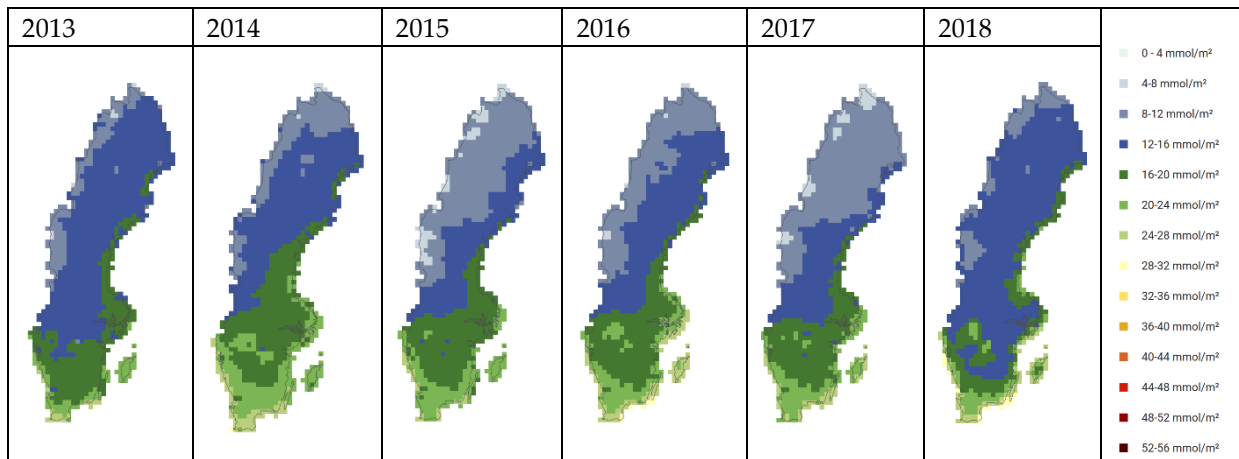 2013 2014 2015 2016 2017 2018
0 - 4 mmol/m²
4-8 mmol/m²
8-12 mmol/m²
12-16 mmol/m²
16-20 mmol/m²
20-24 mmol/m²
24-28 mmol/m²
28-32 mmol/m²
32-36 mmol/m²
36-40 mmol/m²
40-44 mmol/m²
44-48 mmol/m²
48-52 mmol/m²
52-56 mmol/m²